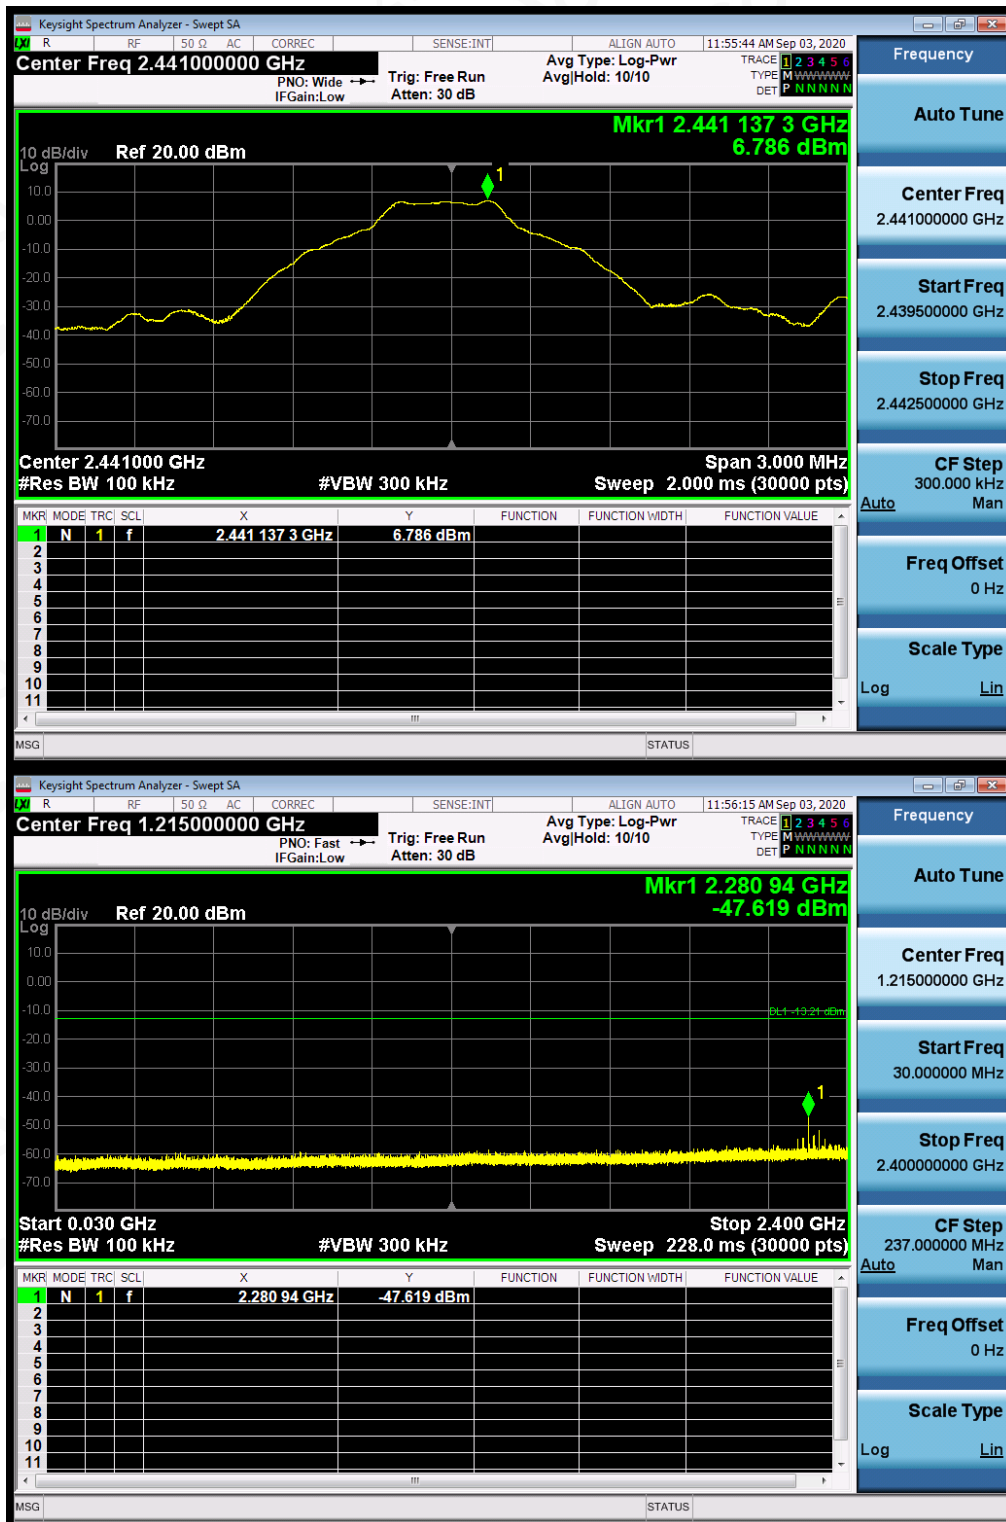 Keysight Spectrum Analyzer - Swept SA
LXI R RF 50 Ω AC CORREC SENSE:INT ALIGN AUTO 11:55:44 AM Sep 03, 2020
Center Freq 2.441000000 GHz
PNO: Wide
IFGain:Low
Trig: Free Run
Atten: 30 dB
Avg Type: Log-Pwr
Avg|Hold: 10/10
TRACE 1 2 3 4 5 6
TYPE M WWWWW
DET P N N N N N
Mkr1 2.441 137 3 GHz
6.786 dBm
10 dB/div Ref 20.00 dBm
Log
1
10.0
0.00
-10.0
-20.0
-30.0
-40.0
-50.0
-60.0
-70.0
Center 2.441000 GHz Span 3.000 MHz
#Res BW 100 kHz #VBW 300 kHz Sweep 2.000 ms (30000 pts)
MKR MODE TRC SCL X Y FUNCTION FUNCTION WIDTH FUNCTION VALUE
1 N 1 f 2.441 137 3 GHz 6.786 dBm
2
3
4
5
6
7
8
9
10
11
MSG STATUS
Frequency
Auto Tune
Center Freq
2.441000000 GHz
Start Freq
2.439500000 GHz
Stop Freq
2.442500000 GHz
CF Step
300.000 kHz
Auto Man
Freq Offset
0 Hz
Scale Type
Log Lin
Keysight Spectrum Analyzer - Swept SA
LXI R RF 50 Ω AC CORREC SENSE:INT ALIGN AUTO 11:56:15 AM Sep 03, 2020
Center Freq 1.215000000 GHz
PNO: Fast
IFGain:Low
Trig: Free Run
Atten: 30 dB
Avg Type: Log-Pwr
Avg|Hold: 10/10
TRACE 1 2 3 4 5 6
TYPE M WWWWW
DET P N N N N N
Mkr1 2.280 94 GHz
-47.619 dBm
10 dB/div Ref 20.00 dBm
Log
10.0
0.00
-10.0
DL1 -13.21 dBm
-20.0
-30.0
-40.0
1
-50.0
-60.0
-70.0
Start 0.030 GHz Stop 2.400 GHz
#Res BW 100 kHz #VBW 300 kHz Sweep 228.0 ms (30000 pts)
MKR MODE TRC SCL X Y FUNCTION FUNCTION WIDTH FUNCTION VALUE
1 N 1 f 2.280 94 GHz -47.619 dBm
2
3
4
5
6
7
8
9
10
11
MSG STATUS
Frequency
Auto Tune
Center Freq
1.215000000 GHz
Start Freq
30.000000 MHz
Stop Freq
2.400000000 GHz
CF Step
237.000000 MHz
Auto Man
Freq Offset
0 Hz
Scale Type
Log Lin